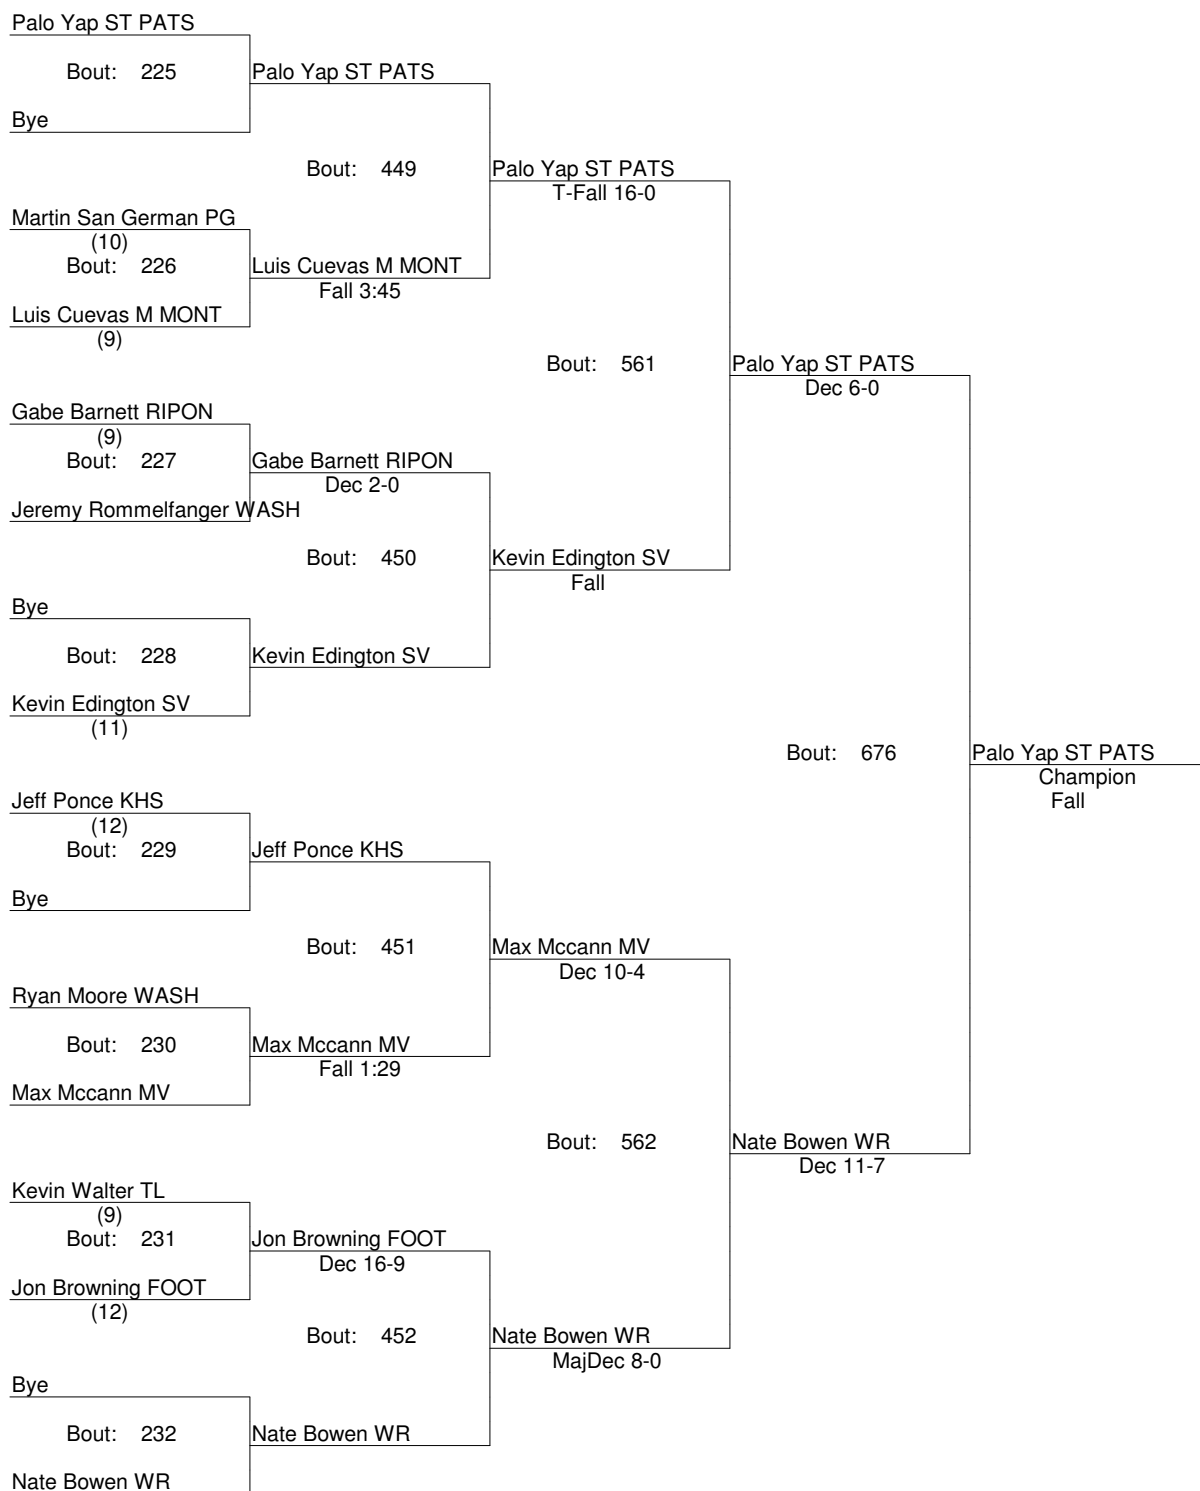 Palo Yap ST PATS
Bout: 225 Palo Yap ST PATS
Bye
Bout: 449 Palo Yap ST PATS
T-Fall 16-0
Martin San German PG
(10)
Bout: 226 Luis Cuevas M MONT
Fall 3:45
Luis Cuevas M MONT
(9)
Bout: 561 Palo Yap ST PATS
Dec 6-0
Gabe Barnett RIPON
(9)
Bout: 227 Gabe Barnett RIPON
Dec 2-0
Jeremy Rommelfanger WASH
Bout: 450 Kevin Edington SV
Fall
Bye
Bout: 228 Kevin Edington SV
Kevin Edington SV
(11)
Bout: 676 Palo Yap ST PATS
Champion
Fall
Jeff Ponce KHS
(12)
Bout: 229 Jeff Ponce KHS
Bye
Bout: 451 Max Mccann MV
Dec 10-4
Ryan Moore WASH
Bout: 230 Max Mccann MV
Fall 1:29
Max Mccann MV
Bout: 562 Nate Bowen WR
Dec 11-7
Kevin Walter TL
(9)
Bout: 231 Jon Browning FOOT
Dec 16-9
Jon Browning FOOT
(12)
Bout: 452 Nate Bowen WR
MajDec 8-0
Bye
Bout: 232 Nate Bowen WR
Nate Bowen WR